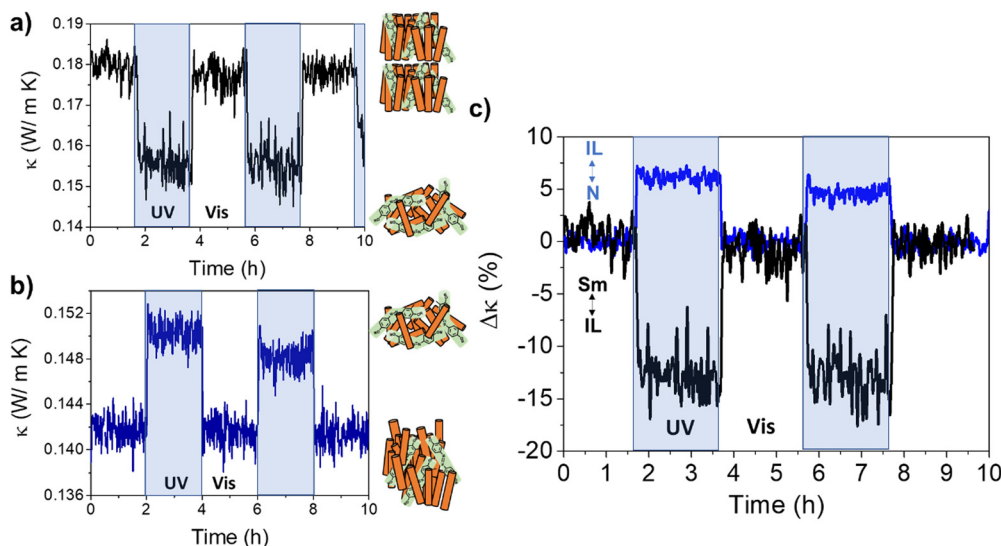 a)
κ (W/ m K)
0.19
0.18
0.17
0.16
0.15
0.14
UV
Vis
0 2 4 6 8 10
Time (h)
b)
κ (W/ m K)
0.152
0.148
0.144
0.140
0.136
UV
Vis
0 2 4 6 8 10
Time (h)
c)
Δκ (%)
10
5
0
-5
-10
-15
-20
IL
N
Sm
IL
UV
Vis
0 1 2 3 4 5 6 7 8 9 10
Time (h)